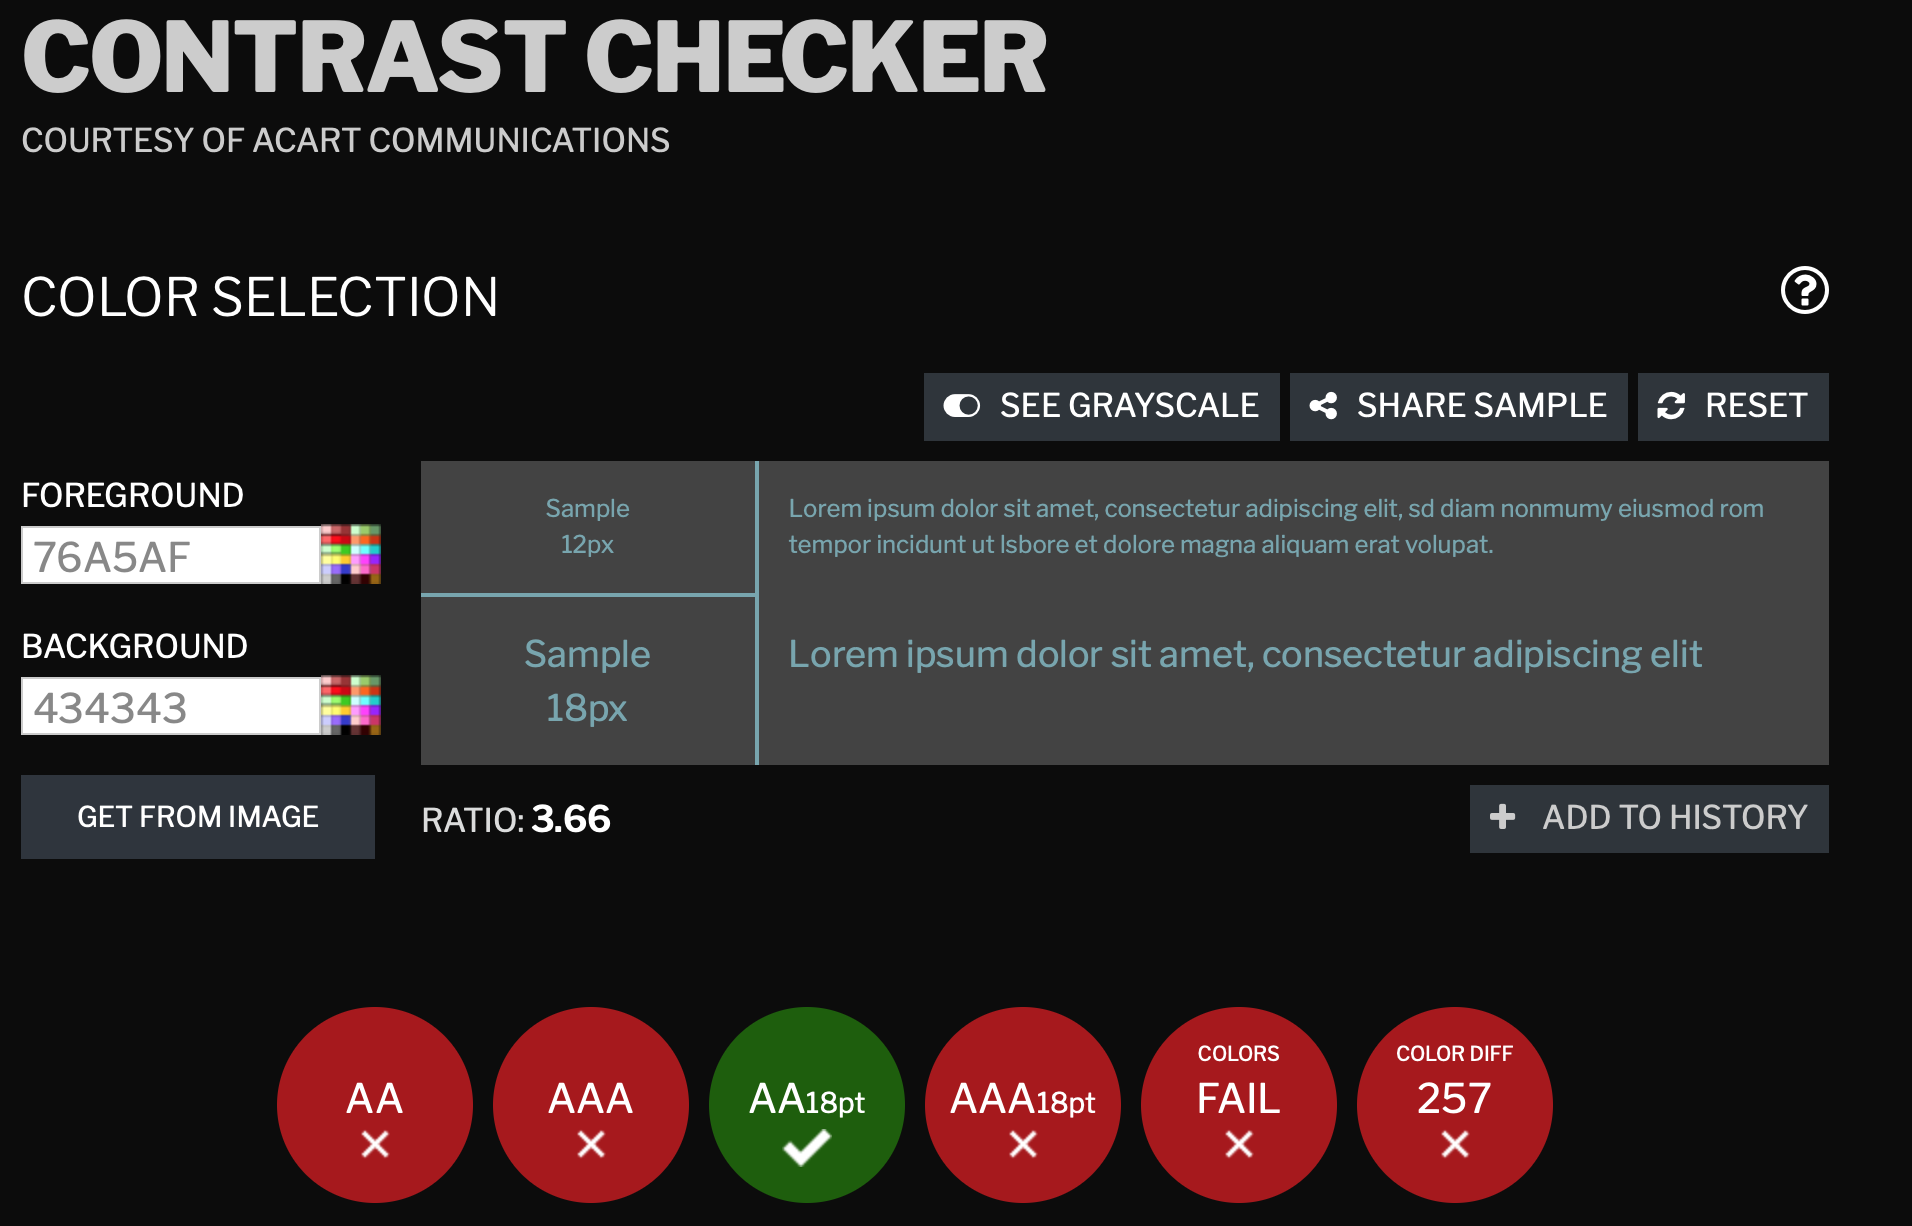 CONTRAST CHECKER
COURTESY OF ACART COMMUNICATIONS
COLOR SELECTION
SEE GRAYSCALE
SHARE SAMPLE
RESET
FOREGROUND
76A5AF
BACKGROUND
434343
GET FROM IMAGE
Sample
12px
Lorem ipsum dolor sit amet, consectetur adipiscing elit, sd diam nonmumy eiusmod rom
tempor incidunt ut lsbore et dolore magna aliquam erat volupat.
Sample
18px
Lorem ipsum dolor sit amet, consectetur adipiscing elit
RATIO: 3.66
ADD TO HISTORY
AA
AAA
AA18pt
AAA18pt
COLORS
FAIL
COLOR DIFF
257